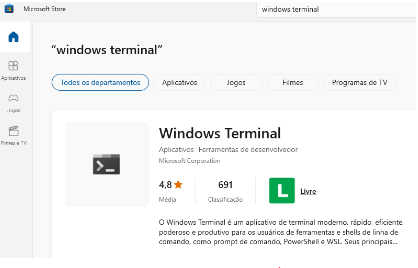 Microsoft Store
windows terminal
"windows terminal"
Todos os departamentos
Aplicativos
Jogos
Filmes
Programas de TV
Aplicativos
Jogos
Filmes e TV
Windows Terminal
Aplicativos Ferramentas de desenvolvedor
Microsoft Corporation
4,8
691
L
Livre
Média
Classificação
O Windows Terminal é um aplicativo de terminal moderno, rápido, eficiente,
poderoso e produtivo para os usuários de ferramentas e shells de linha de
comando, como prompt de comando, PowerShell e WSL. Seus principais...